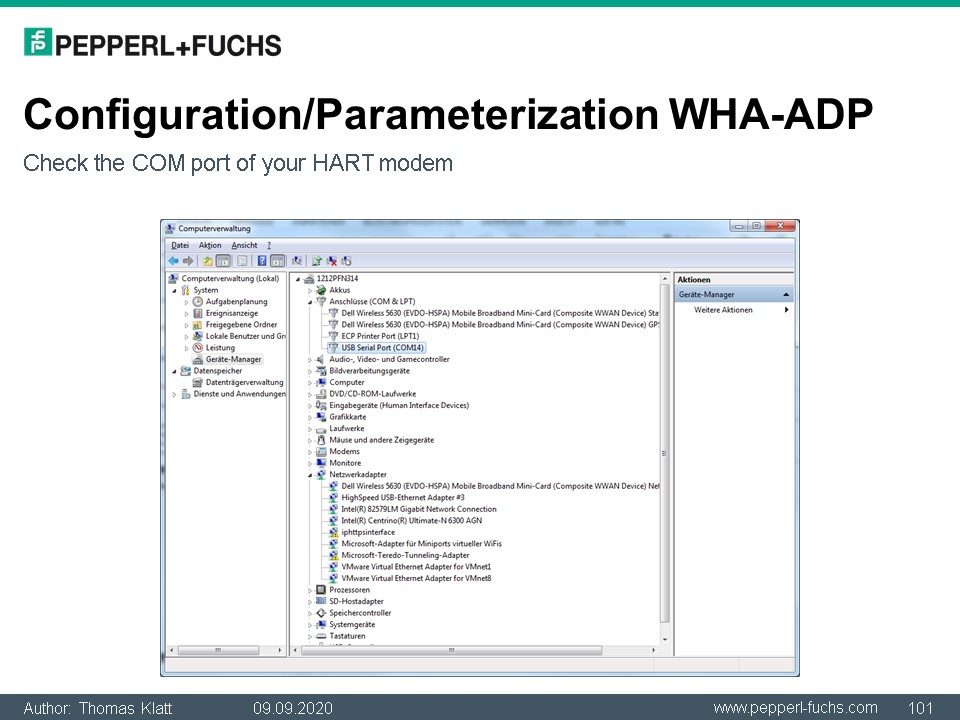 PEPPERL+FUCHS
Configuration/Parameterization WHA-ADP
Check the COM port of your HART modem
Computerverwaltung
Datei Aktion Ansicht ?
Computerverwaltung (Lokal)
System
Aufgabenplanung
Ereignisanzeige
Freigegebene Ordner
Lokale Benutzer und Gr
Leistung
Geräte-Manager
Datenspeicher
Datenträgerverwaltung
Dienste und Anwendungen
1212PFN314
Akkus
Anschlüsse (COM & LPT)
Dell Wireless 5630 (EVDO-HSPA) Mobile Broadband Mini-Card (Composite WWAN Device) Sta
Dell Wireless 5630 (EVDO-HSPA) Mobile Broadband Mini-Card (Composite WWAN Device) GPS
ECP Printer Port (LPT1)
USB Serial Port (COM14)
Audio-, Video- und Gamecontroller
Bildverarbeitungsgeräte
Computer
DVD/CD-ROM-Laufwerke
Eingabegeräte (Human Interface Devices)
Grafikkarte
Laufwerke
Mäuse und andere Zeigegeräte
Modems
Monitore
Netzwerkadapter
Dell Wireless 5630 (EVDO-HSPA) Mobile Broadband Mini-Card (Composite WWAN Device) Net
HighSpeed USB-Ethernet Adapter #3
Intel(R) 82579LM Gigabit Network Connection
Intel(R) Centrino(R) Ultimate-N 6300 AGN
iphttpsinterface
Microsoft-Adapter für Miniports virtueller WiFis
Microsoft-Teredo-Tunneling-Adapter
VMware Virtual Ethernet Adapter for VMnet1
VMware Virtual Ethernet Adapter for VMnet8
Prozessoren
SD-Hostadapter
Speichercontroller
Systemgeräte
Tastaturen
Aktionen
Geräte-Manager
Weitere Aktionen
Author: Thomas Klatt 09.09.2020 www.pepperl-fuchs.com 101